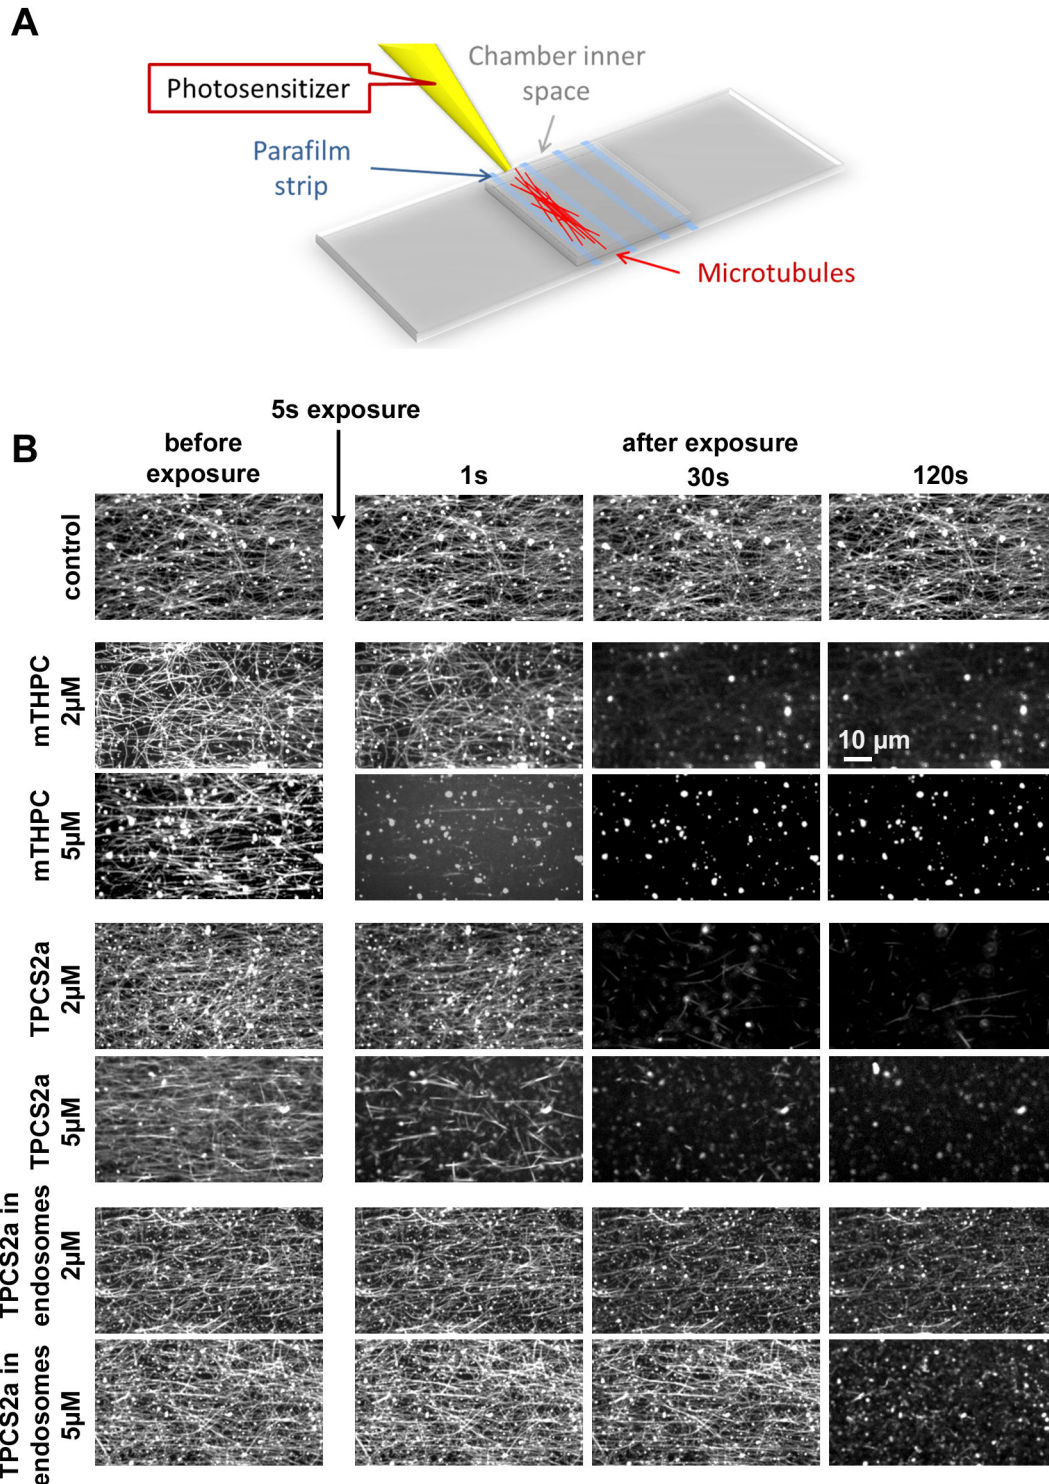 A
Photosensitizer
Chamber inner
space
Parafilm
strip
Microtubules
B
5s exposure
before
exposure
after exposure
1s
30s
120s
control
mTHPC
2µM
10 µm
mTHPC
5µM
TPCS2a
2µM
TPCS2a
5µM
TPCS2a in
endosomes
2µM
TPCS2a in
endosomes
5µM